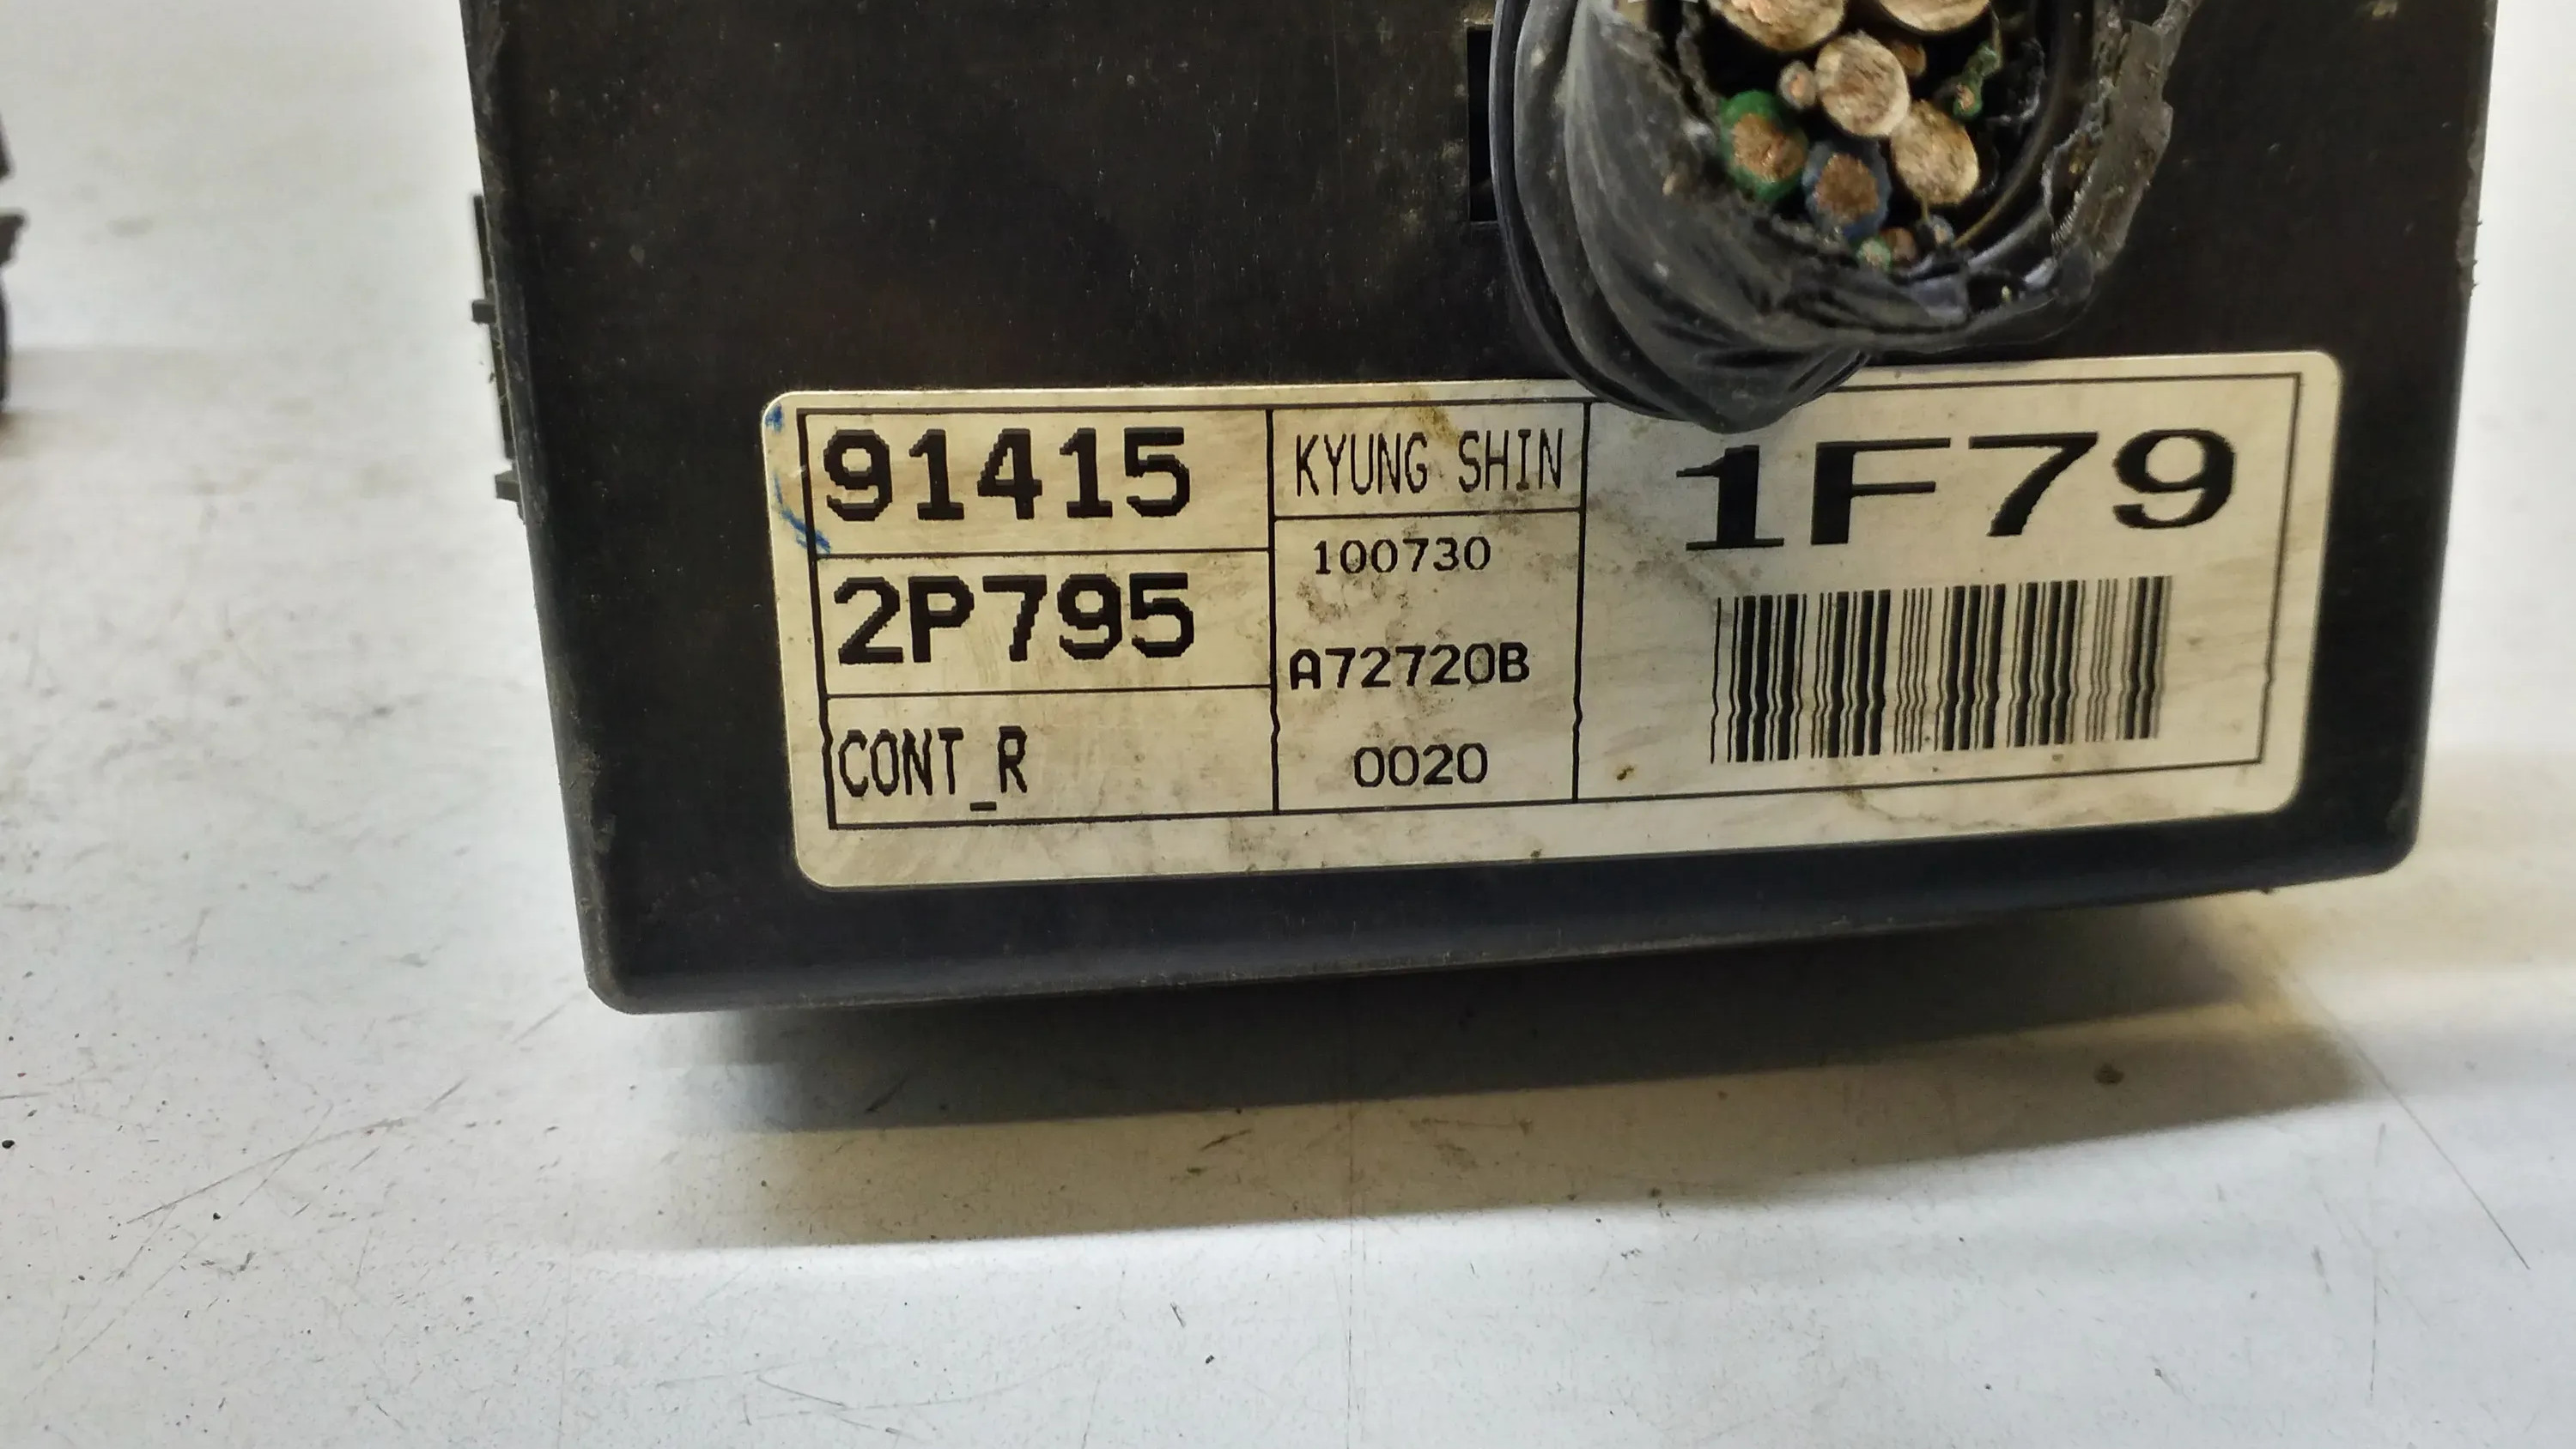 91415
2P795
CONT_R
KYUNG SHIN
100730
A72720B
0020
1F79